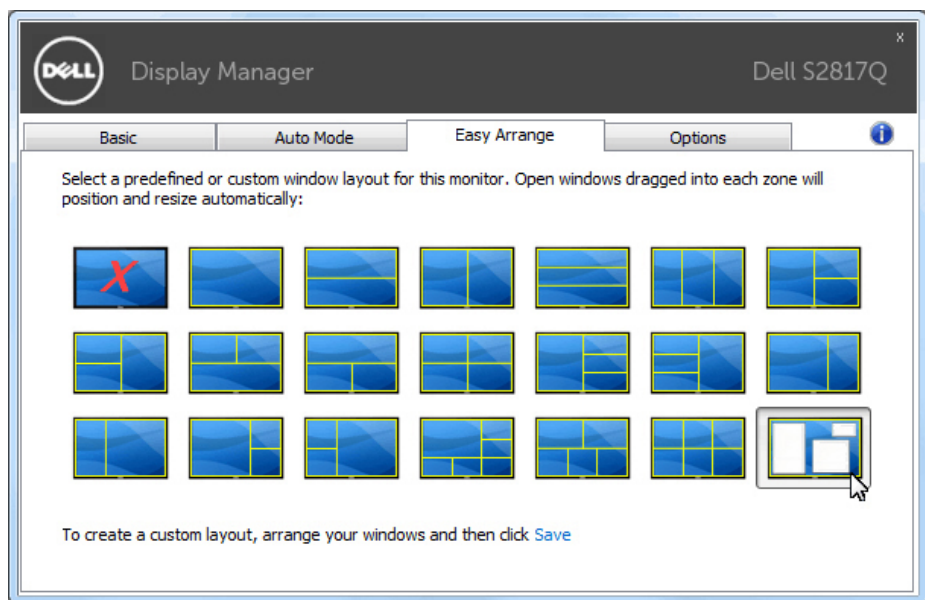 x
DELL
Display Manager
Dell S2817Q
Basic
Auto Mode
Easy Arrange
Options
i
Select a predefined or custom window layout for this monitor. Open windows dragged into each zone will
position and resize automatically:
X
To create a custom layout, arrange your windows and then click Save